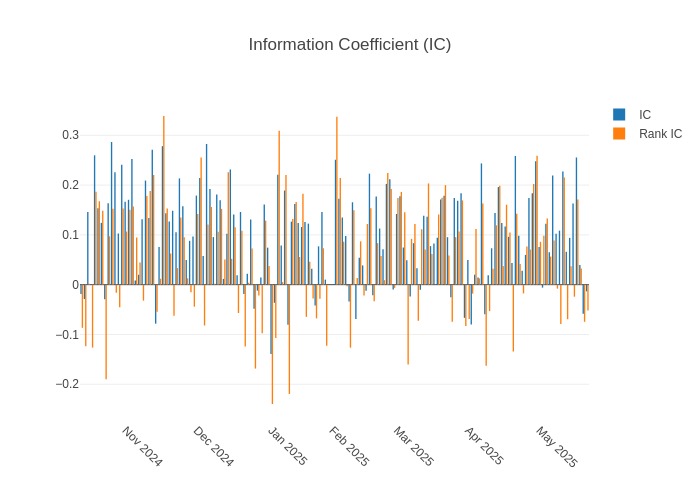 Information Coefficient (IC)
IC
Rank IC
0.3
0.2
0.1
0
−0.1
−0.2
Nov 2024
Dec 2024
Jan 2025
Feb 2025
Mar 2025
Apr 2025
May 2025